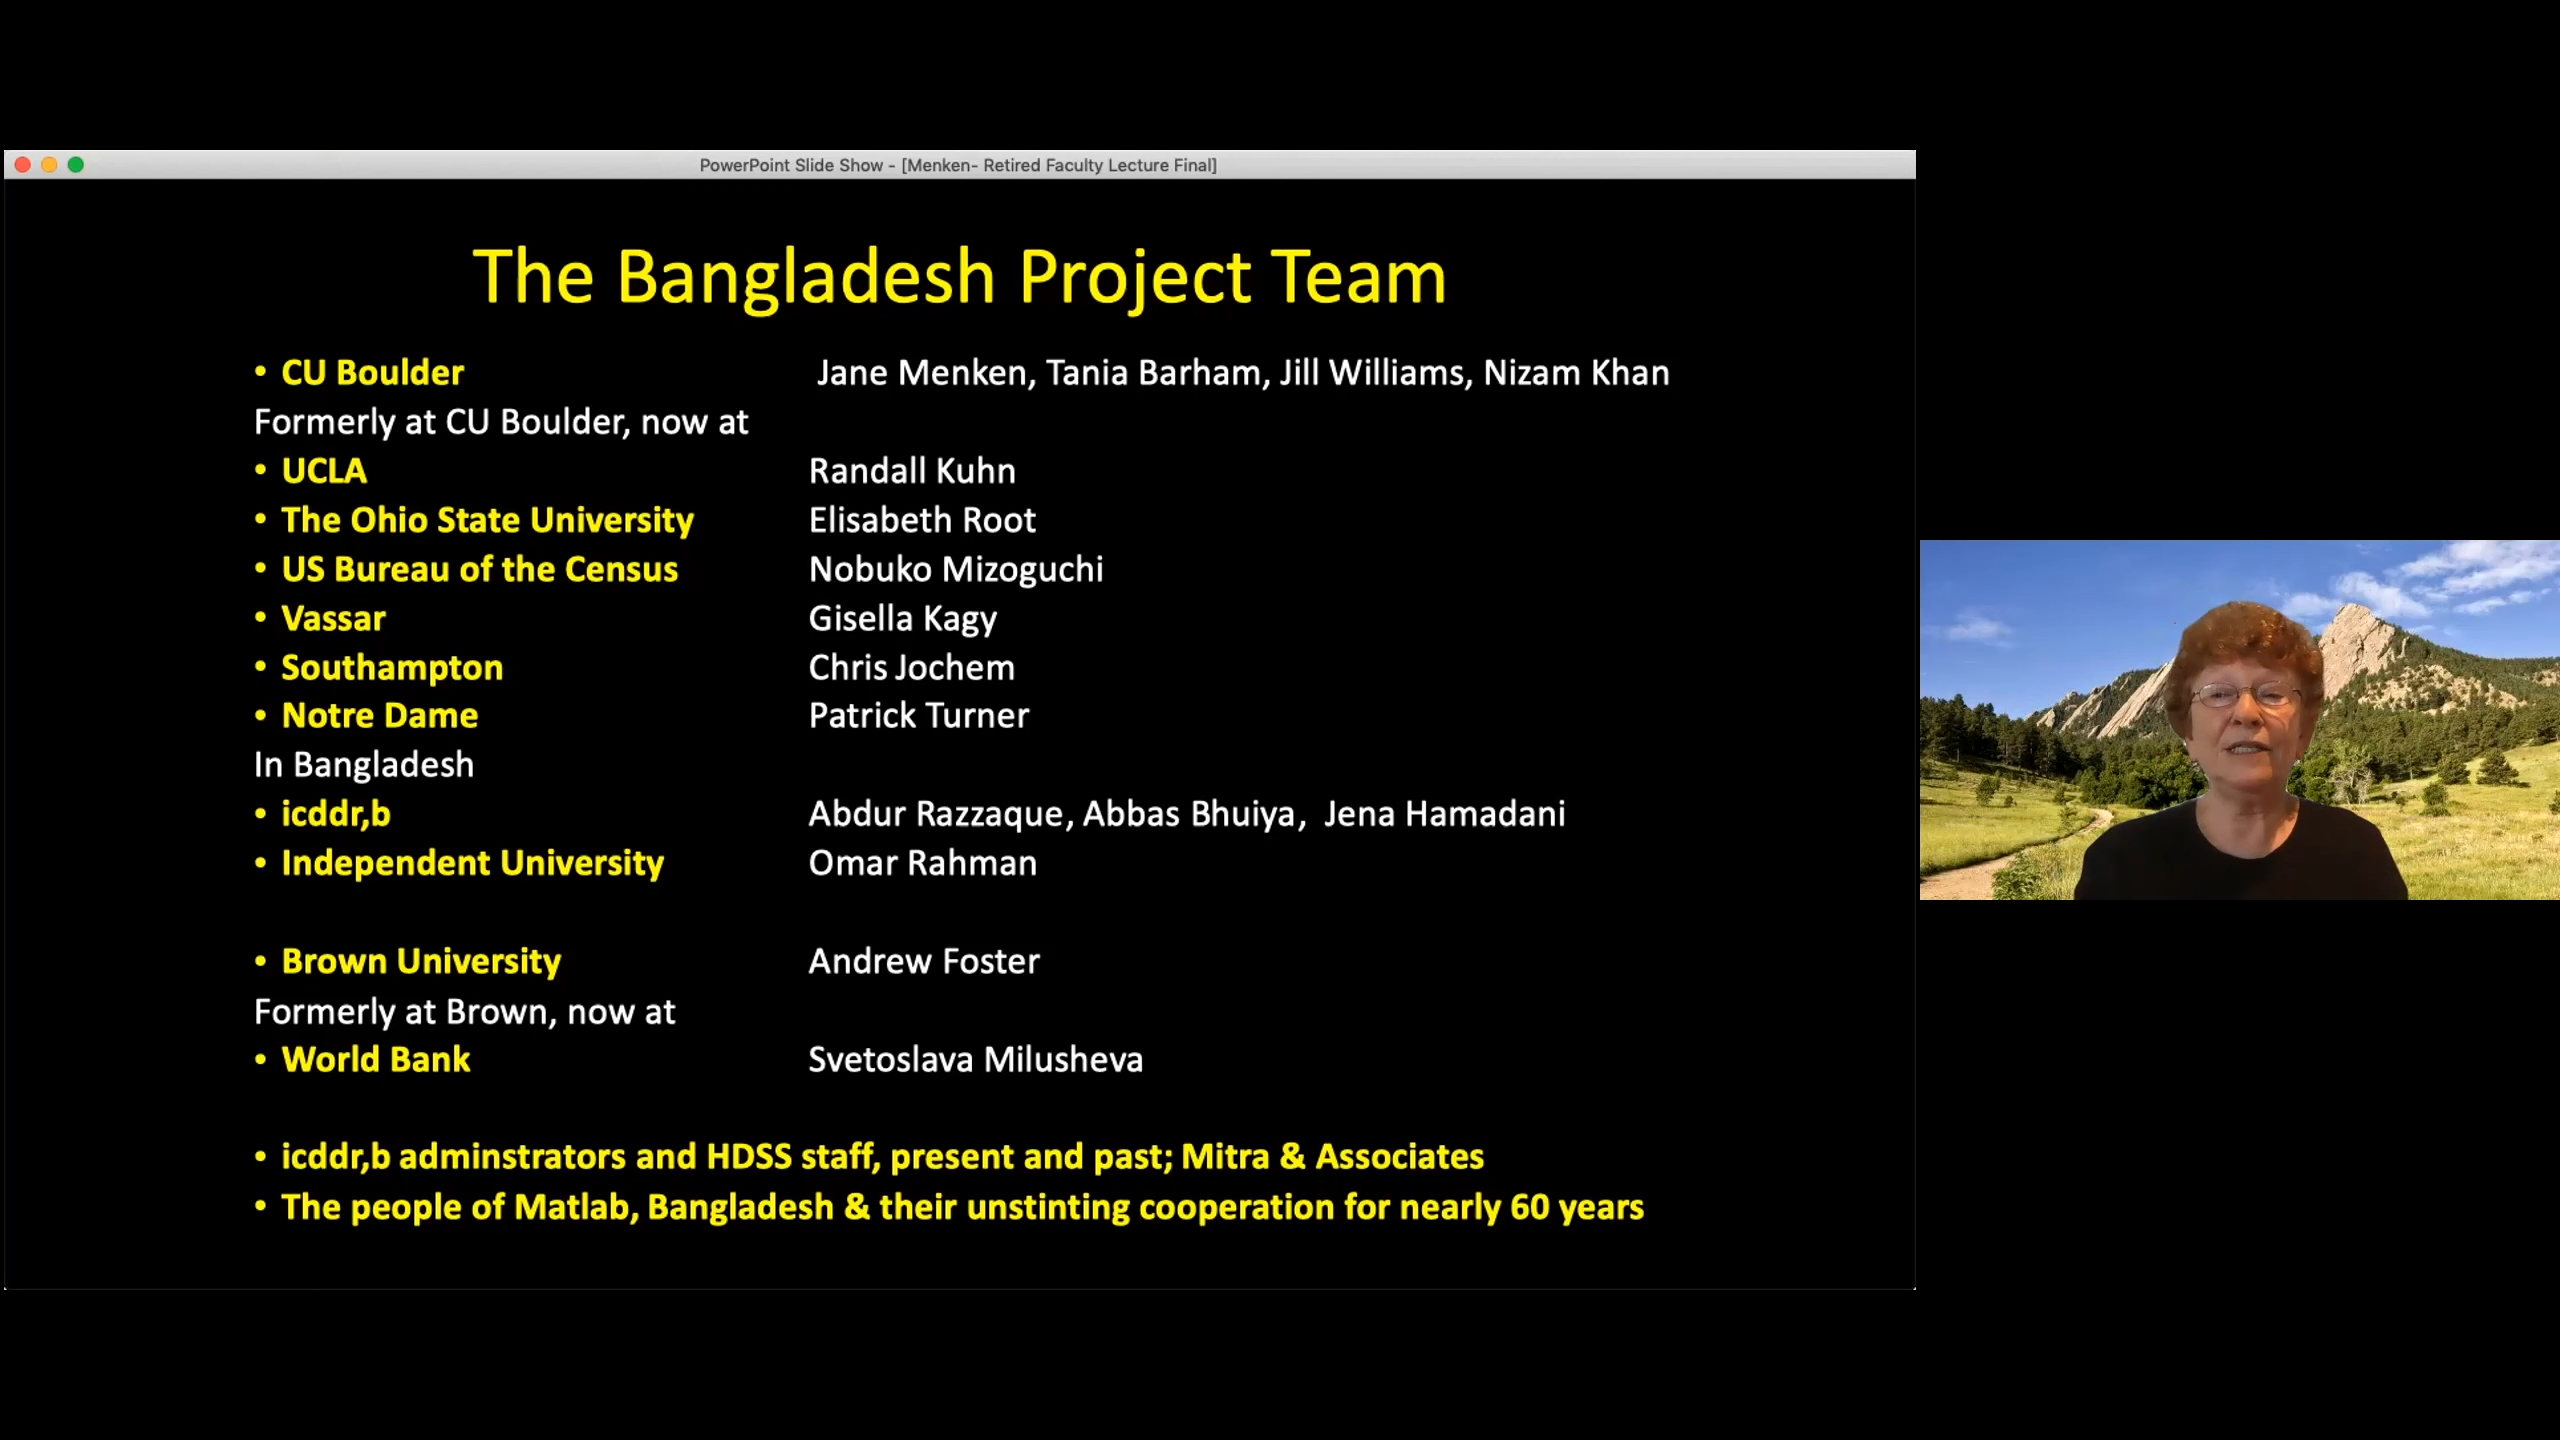 PowerPoint Slide Show - [Menken- Retired Faculty Lecture Final]
The Bangladesh Project Team
• CU Boulder Jane Menken, Tania Barham, Jill Williams, Nizam Khan
Formerly at CU Boulder, now at
• UCLA Randall Kuhn
• The Ohio State University Elisabeth Root
• US Bureau of the Census Nobuko Mizoguchi
• Vassar Gisella Kagy
• Southampton Chris Jochem
• Notre Dame Patrick Turner
In Bangladesh
• icddr,b Abdur Razzaque, Abbas Bhuiya, Jena Hamadani
• Independent University Omar Rahman
• Brown University Andrew Foster
Formerly at Brown, now at
• World Bank Svetoslava Milusheva
• icddr,b adminstrators and HDSS staff, present and past; Mitra & Associates
• The people of Matlab, Bangladesh & their unstinting cooperation for nearly 60 years